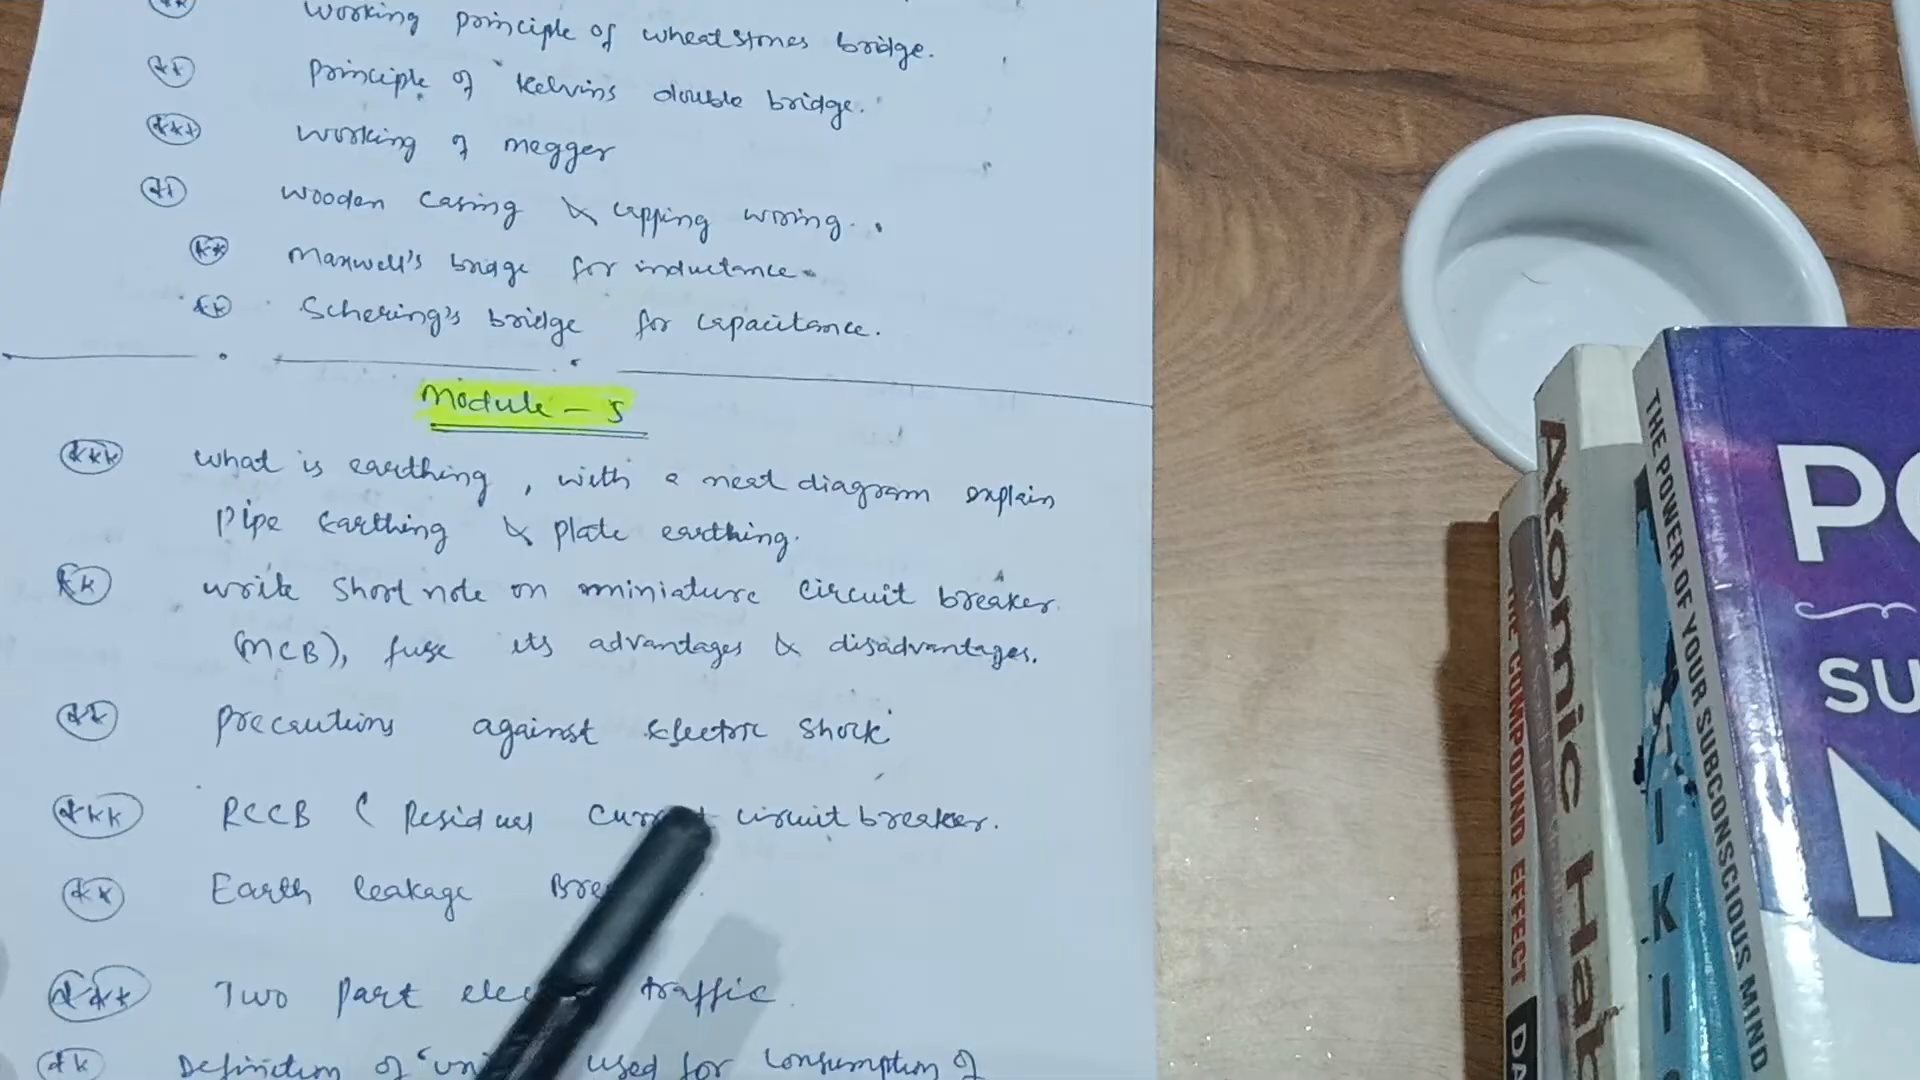 ** working principle of wheatstones bridge.
** principle of kelvins double bridge.
*** working of megger
** wooden casing & capping wiring.
** Maxwell's bridge for inductance.
** Schering's bridge for capacitance.
Module - 5
*** what is earthing, with a neat diagram explain
pipe earthing & plate earthing.
** write short note on miniature circuit breaker
(MCB), fuse its advantages & disadvantages.
** precautions against electric shock
*** RCCB ( Residual circuit breaker.
** Earth leakage
*** Two part traffic
** Definition of used for consumption of
Atomic
THE COMPOUND EFFECT
THE POWER OF YOUR SUBCONSCIOUS MIND
SU